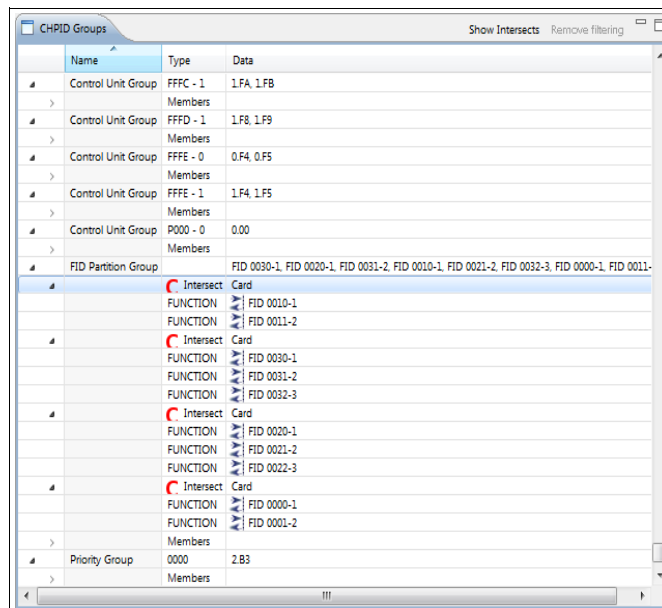 CHPID Groups Show Intersects Remove filtering
Name Type Data
Control Unit Group FFFC - 1 1.FA, 1.FB
Members
Control Unit Group FFFD - 1 1.F8, 1.F9
Members
Control Unit Group FFFE - 0 0.F4, 0.F5
Members
Control Unit Group FFFE - 1 1.F4, 1.F5
Members
Control Unit Group P000 - 0 0.00
Members
FID Partition Group FID 0030-1, FID 0020-1, FID 0031-2, FID 0010-1, FID 0021-2, FID 0032-3, FID 0000-1, FID 0011-
C Intersect Card
FUNCTION FID 0010-1
FUNCTION FID 0011-2
C Intersect Card
FUNCTION FID 0030-1
FUNCTION FID 0031-2
FUNCTION FID 0032-3
C Intersect Card
FUNCTION FID 0020-1
FUNCTION FID 0021-2
FUNCTION FID 0022-3
C Intersect Card
FUNCTION FID 0000-1
FUNCTION FID 0001-2
Members
Priority Group 0000 2.B3
Members